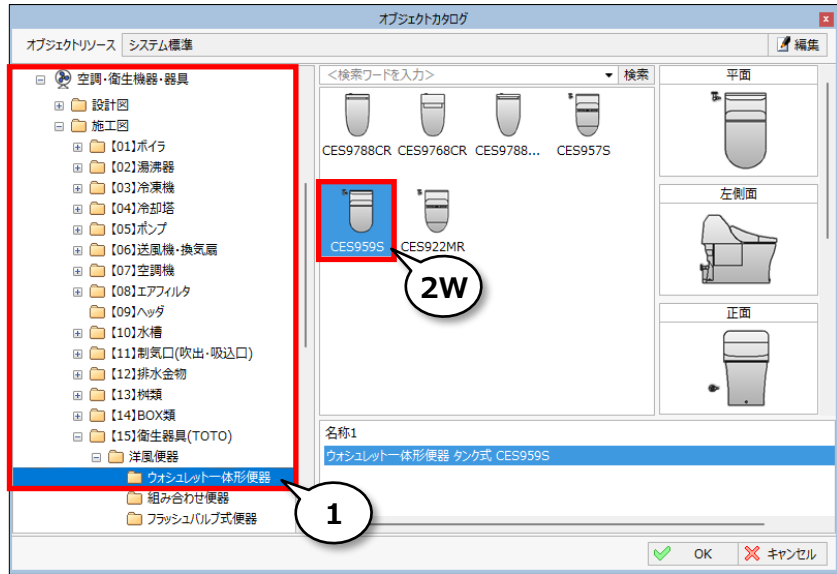 オブジェクトカタログ
オブジェクトリソース システム標準 編集
空調・衛生機器・器具
設計図
施工図
【01】ボイラ
【02】湯沸器
【03】冷凍機
【04】冷却塔
【05】ポンプ
【06】送風機・換気扇
【07】空調機
【08】エアフィルタ
【09】ヘッダ
【10】水槽
【11】制気口(吹出・吸込口)
【12】排水金物
【13】桝類
【14】BOX類
【15】衛生器具(TOTO)
洋風便器
ウォシュレット一体形便器
組み合わせ便器
フラッシュバルブ式便器
1
<検索ワードを入力> 検索
CES9788CR CES9768CR CES9788... CES957S
CES959S CES922MR
2W
名称1
ウォシュレット一体形便器 タンク式 CES959S
平面
左側面
正面
OK キャンセル